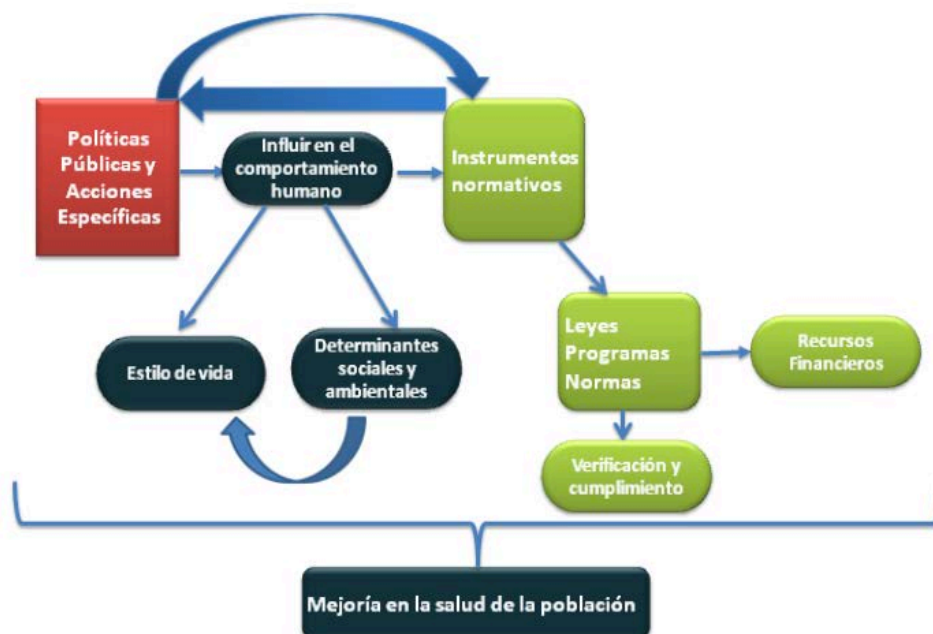 Políticas
Públicas y
Acciones
Específicas
Influir en el
comportamiento
humano
Instrumentos
normativos
Estilo de vida
Determinantes
sociales y
ambientales
Leyes
Programas
Normas
Recursos
Financieros
Verificación y
cumplimiento
Mejoría en la salud de la población